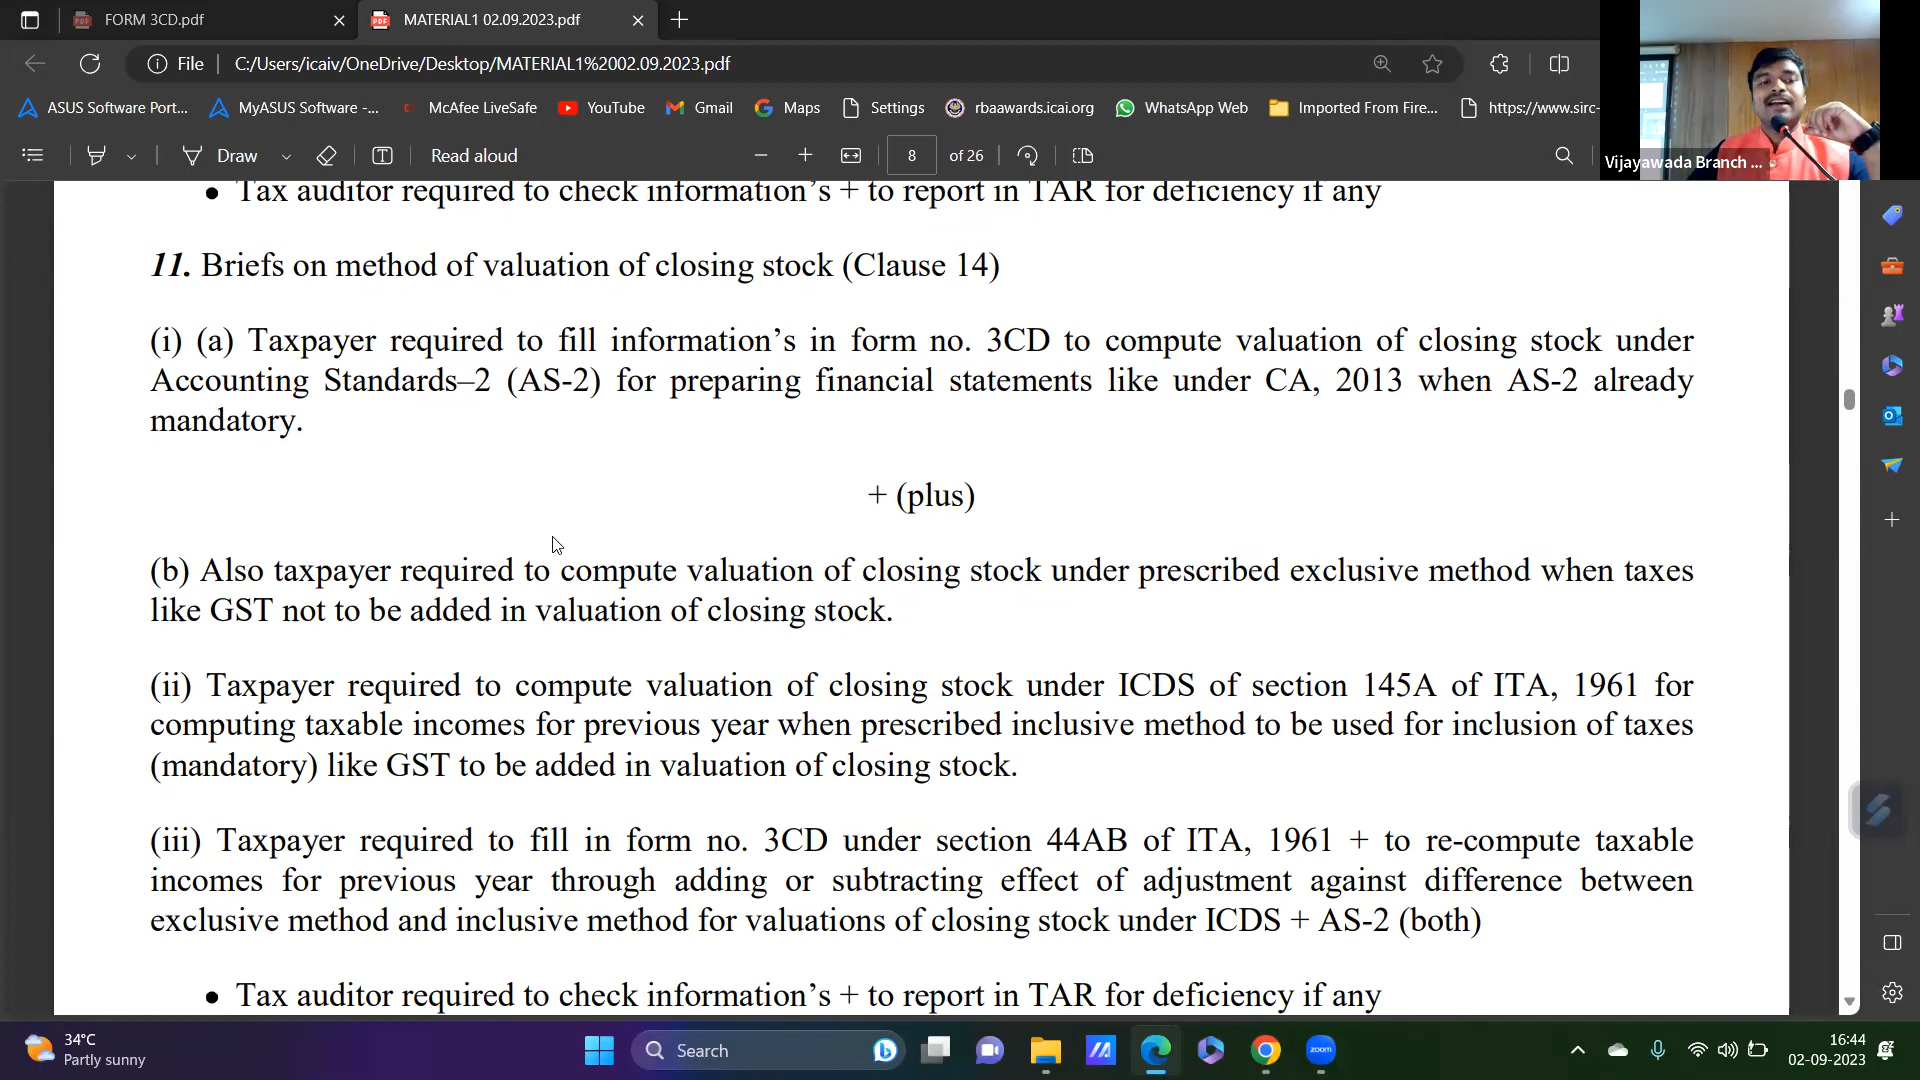 FORM 3CD.pdf
MATERIAL1 02.09.2023.pdf
File
C:/Users/icaiv/OneDrive/Desktop/MATERIAL1%2002.09.2023.pdf
ASUS Software Port...
MyASUS Software -...
McAfee LiveSafe
YouTube
Gmail
Maps
Settings
rbaawards.icai.org
WhatsApp Web
Imported From Fire...
https://www.sirc-
Draw
Read aloud
8 of 26
Vijayawada Branch ...
• Tax auditor required to check information's + to report in TAR for deficiency if any
11. Briefs on method of valuation of closing stock (Clause 14)
(i) (a) Taxpayer required to fill information's in form no. 3CD to compute valuation of closing stock under
Accounting Standards–2 (AS-2) for preparing financial statements like under CA, 2013 when AS-2 already
mandatory.
+ (plus)
(b) Also taxpayer required to compute valuation of closing stock under prescribed exclusive method when taxes
like GST not to be added in valuation of closing stock.
(ii) Taxpayer required to compute valuation of closing stock under ICDS of section 145A of ITA, 1961 for
computing taxable incomes for previous year when prescribed inclusive method to be used for inclusion of taxes
(mandatory) like GST to be added in valuation of closing stock.
(iii) Taxpayer required to fill in form no. 3CD under section 44AB of ITA, 1961 + to re-compute taxable
incomes for previous year through adding or subtracting effect of adjustment against difference between
exclusive method and inclusive method for valuations of closing stock under ICDS + AS-2 (both)
• Tax auditor required to check information's + to report in TAR for deficiency if any
34°C
Partly sunny
Search
zoom
16:44
02-09-2023